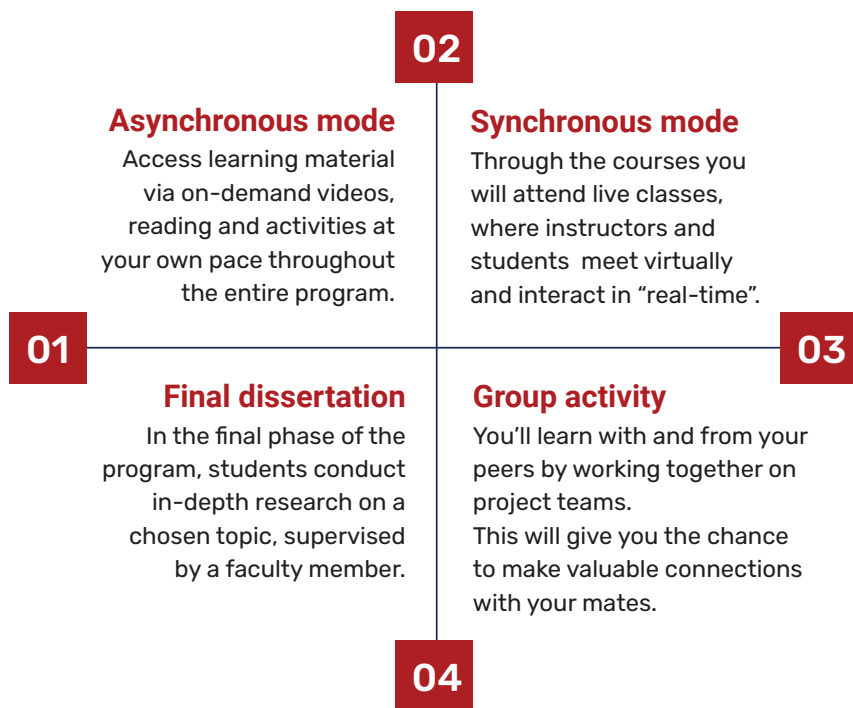 02
Asynchronous mode
Access learning material
via on-demand videos,
reading and activities at
your own pace throughout
the entire program.
Synchronous mode
Through the courses you
will attend live classes,
where instructors and
students meet virtually
and interact in “real-time”.
01
03
Final dissertation
In the final phase of the
program, students conduct
in-depth research on a
chosen topic, supervised
by a faculty member.
Group activity
You’ll learn with and from your
peers by working together on
project teams.
This will give you the chance
to make valuable connections
with your mates.
04